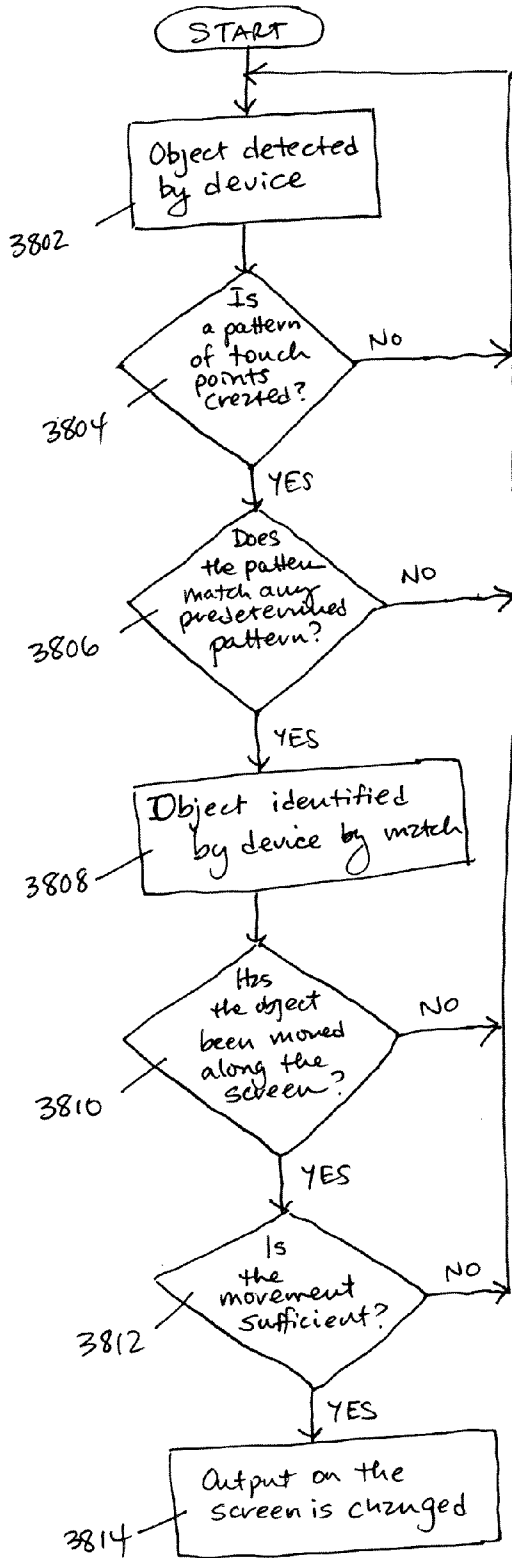 START
Object detected
by device
3802
Is
a pattern
of touch
points
created?
NO
3804
YES
Does
the pattern
match any
predetermined
pattern?
NO
3806
YES
Object identified
by device by match
3808
Has
the object
been moved
along the
screen?
NO
3810
YES
Is
the
movement
sufficient?
NO
3812
YES
Output on the
screen is changed
3814